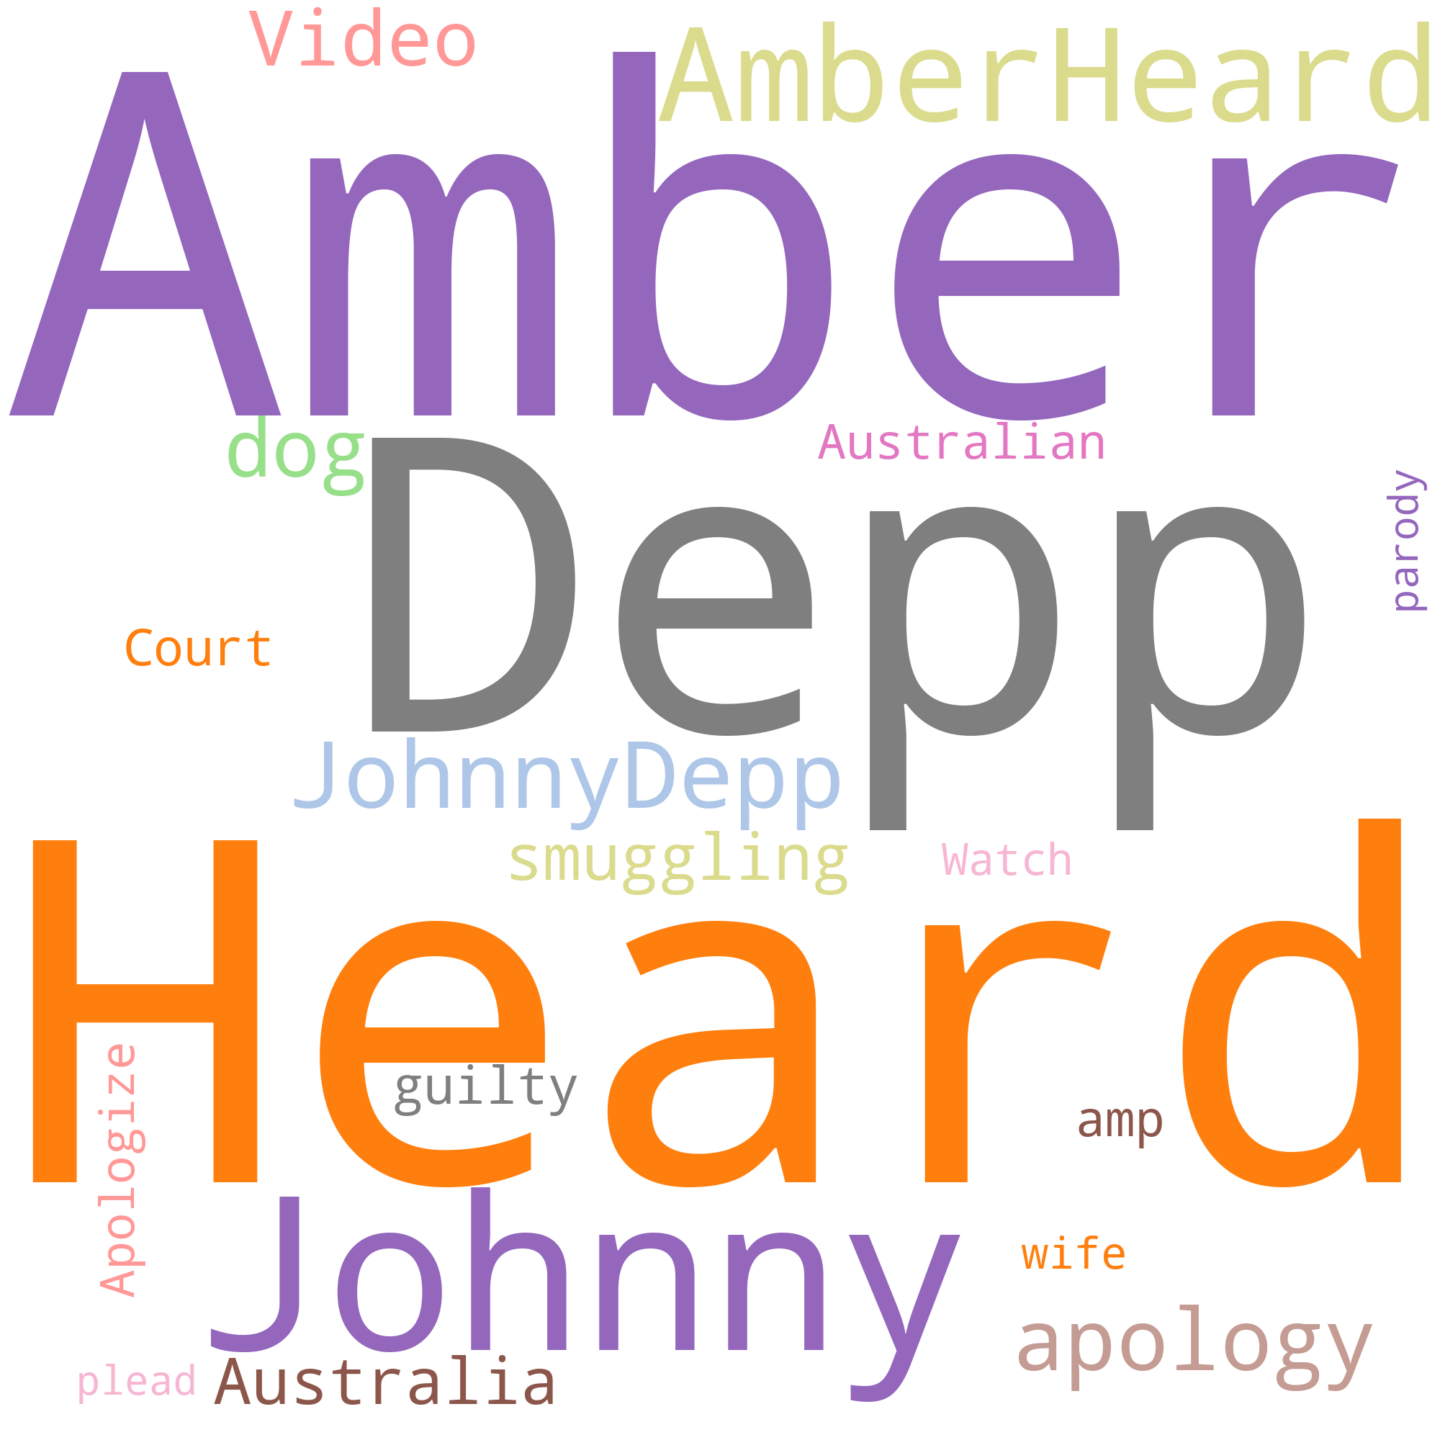 Video
AmberHeard
Amber
dog
Australian
Depp
parody
Court
JohnnyDepp
smuggling
Watch
Heard
guilty
amp
Apologize
Johnny
wife
apology
plead
Australia